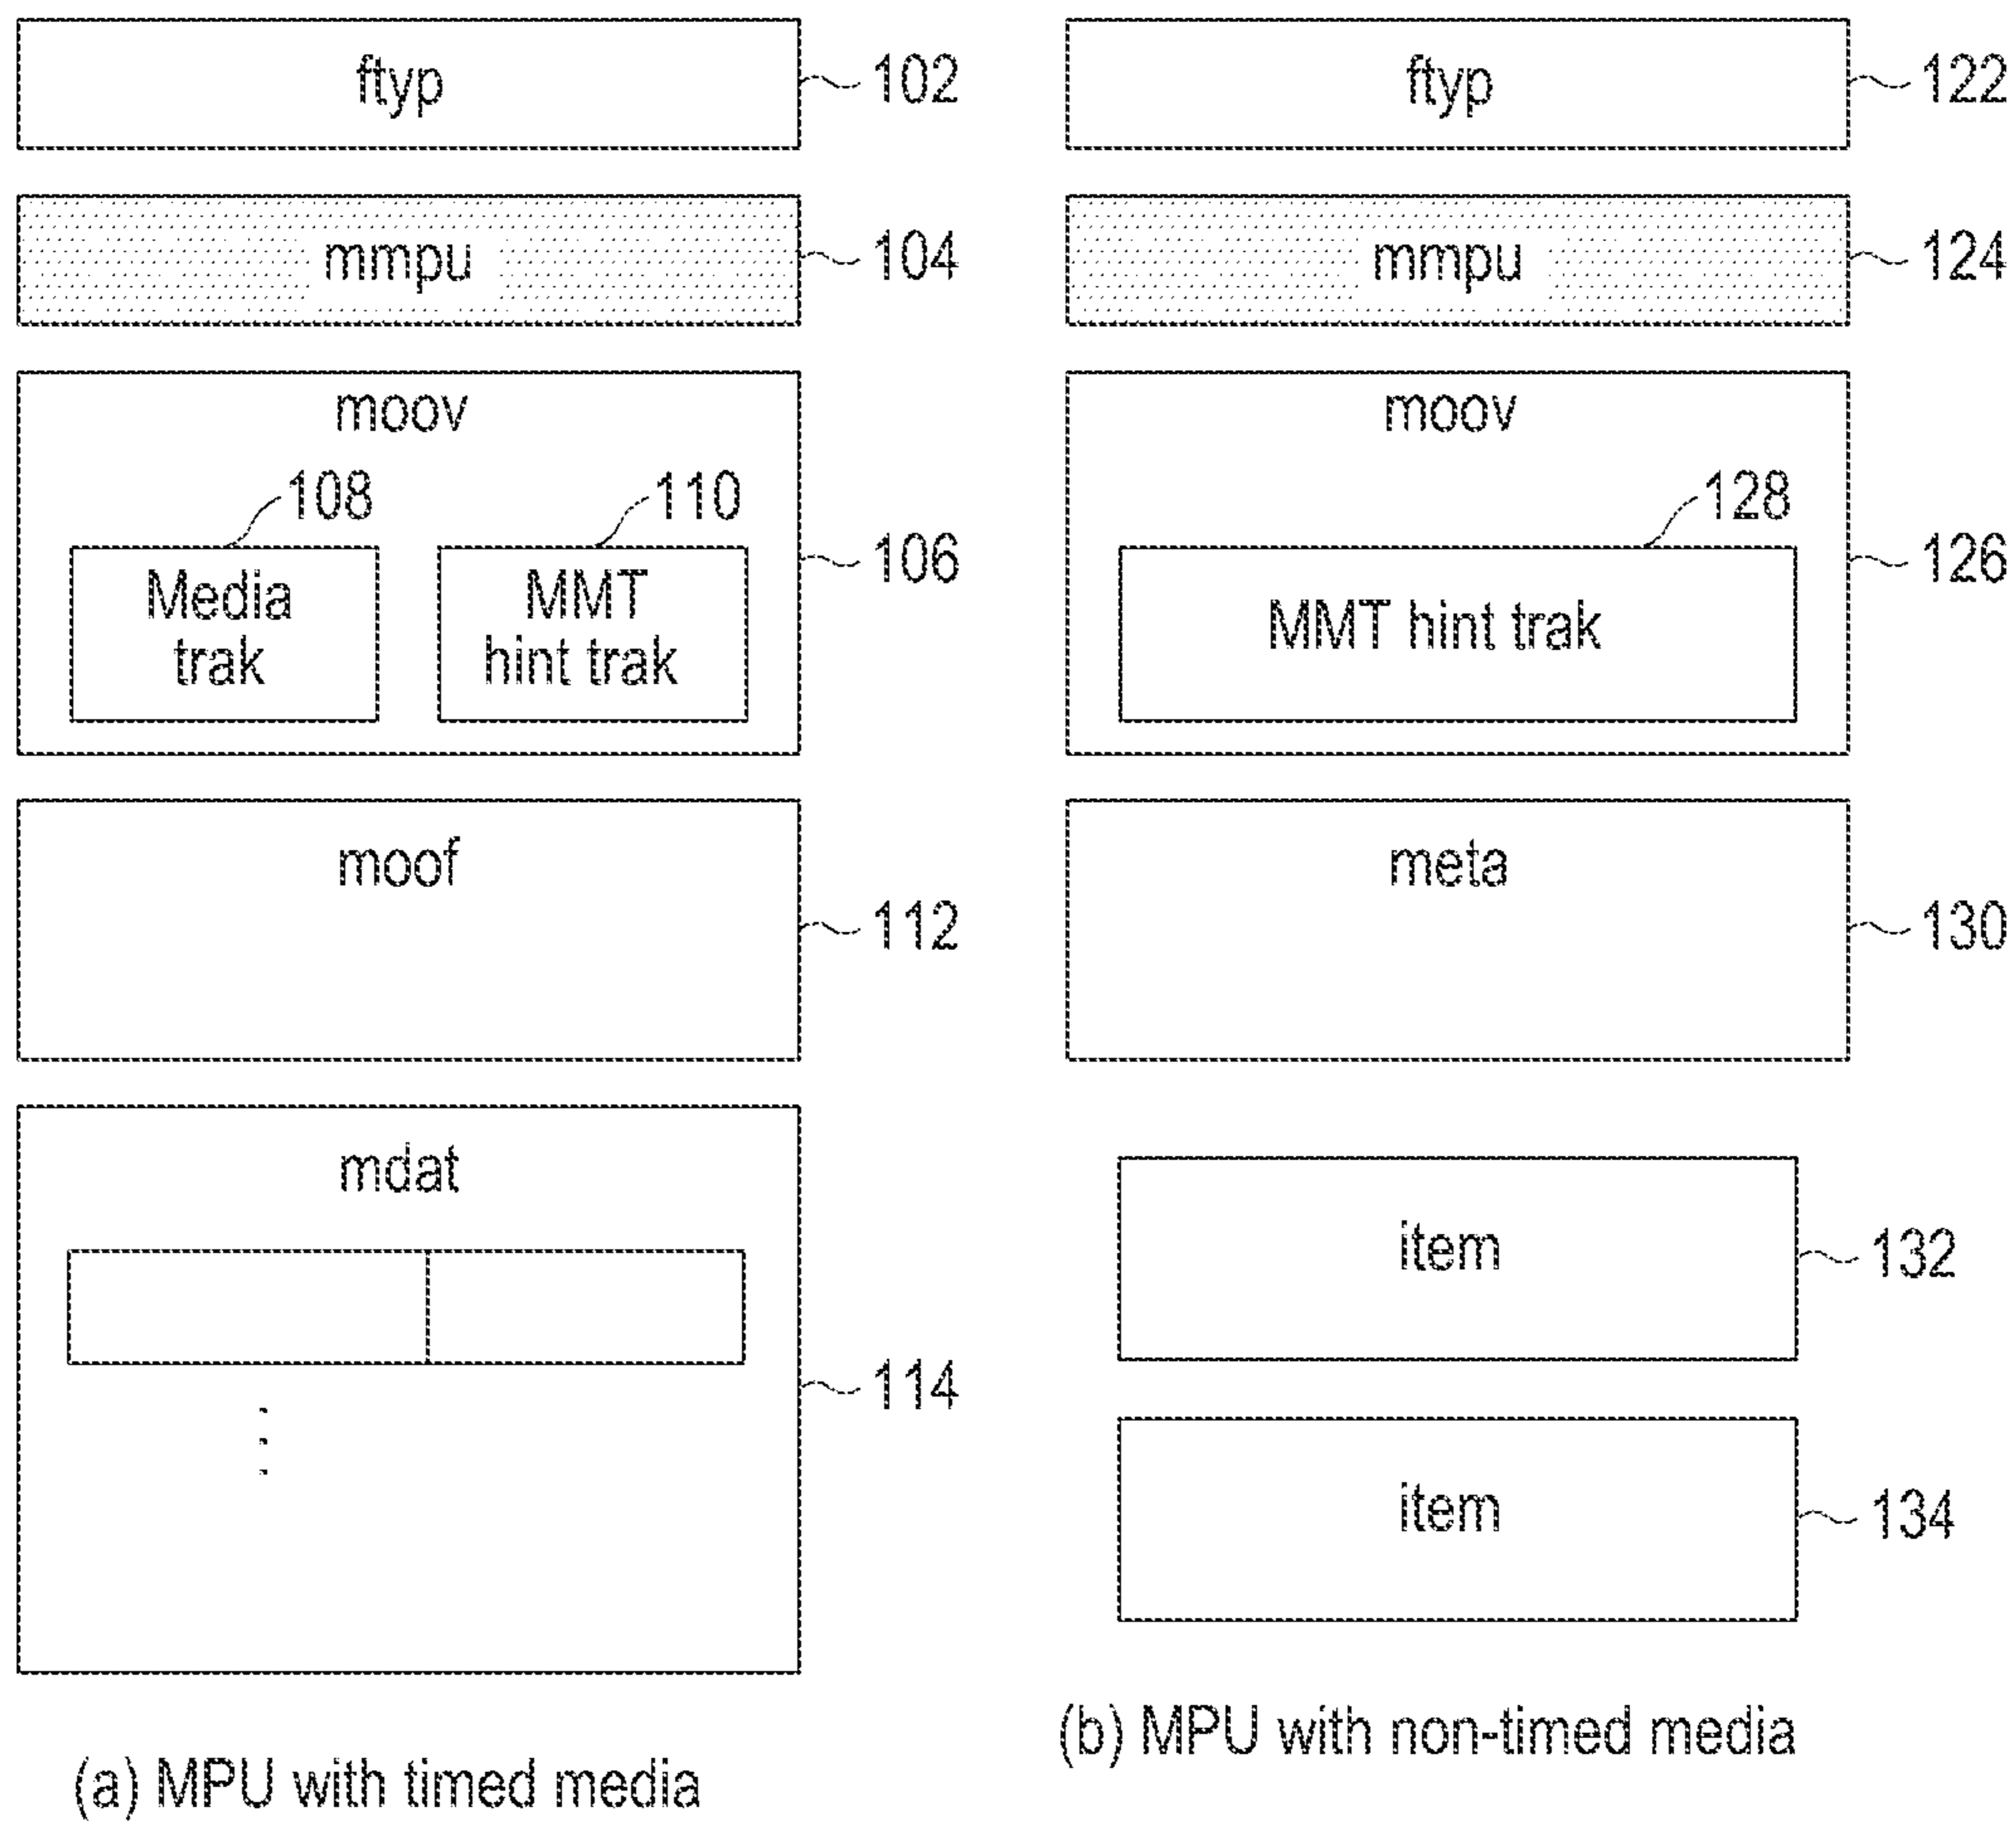 ftyp
102
mmpu
104
moov
108
110
Media
trak
MMT
hint trak
106
moof
112
mdat
114
(a) MPU with timed media
ftyp
122
mmpu
124
moov
128
MMT hint trak
126
meta
130
item
132
item
134
(b) MPU with non-timed media